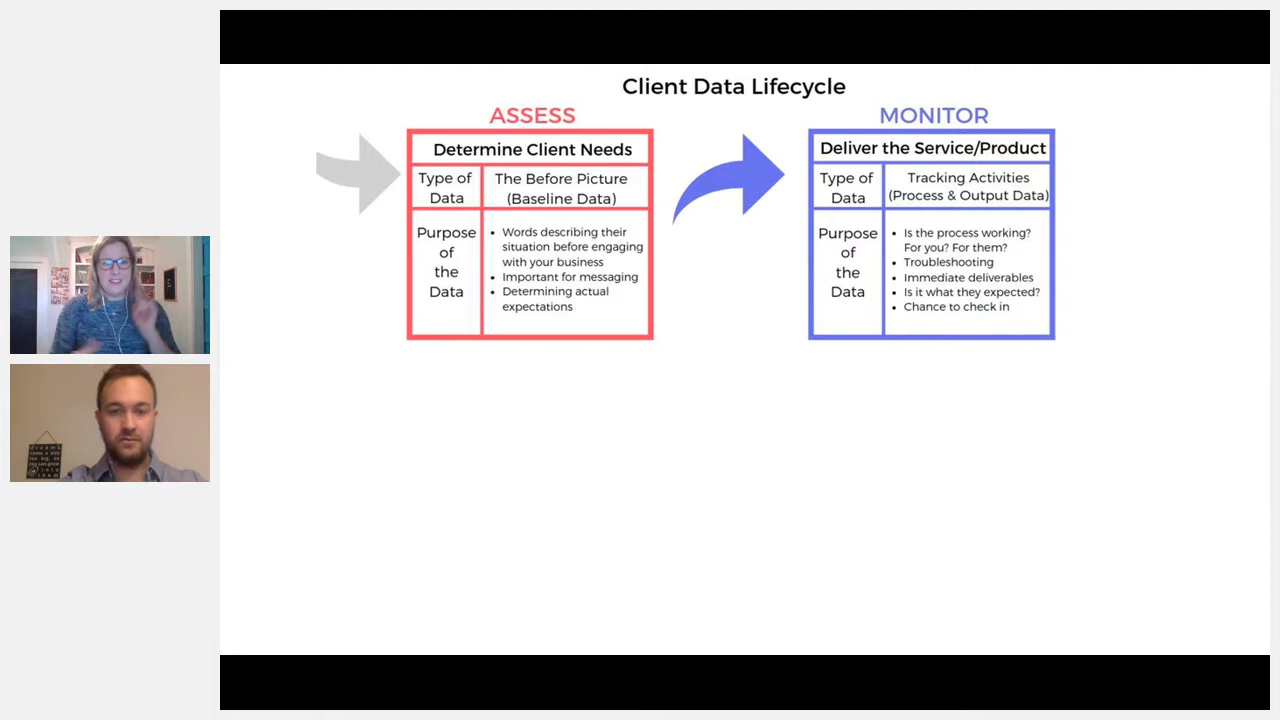 Client Data Lifecycle
ASSESS
Determine Client Needs
Type of
Data
The Before Picture
(Baseline Data)
Purpose
of
the
Data
• Words describing their
situation before engaging
with your business
• Important for messaging
• Determining actual
expectations
MONITOR
Deliver the Service/Product
Type of
Data
Tracking Activities
(Process & Output Data)
Purpose
of
the
Data
• Is the process working?
For you? For them?
• Troubleshooting
• Immediate deliverables
• Is it what they expected?
• Chance to check in